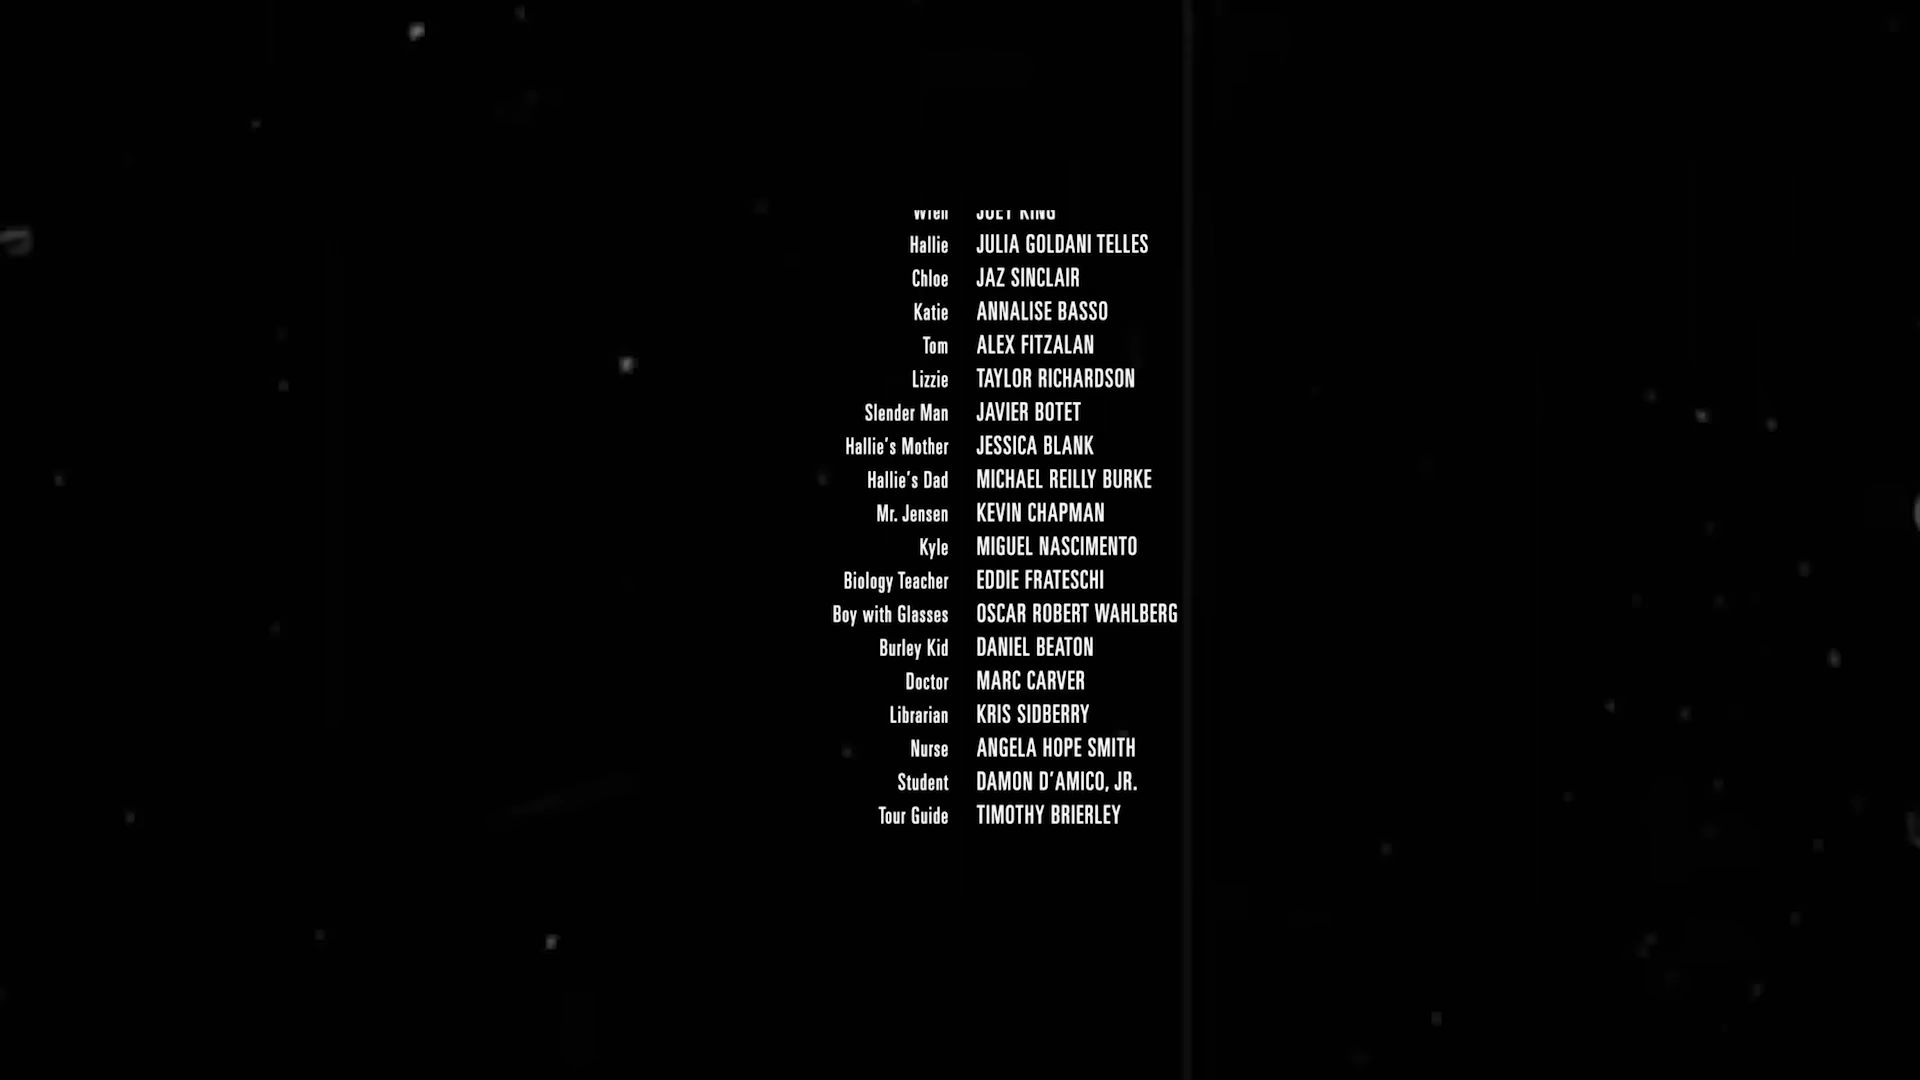 Wren JOEY KING
Hallie JULIA GOLDANI TELLES
Chloe JAZ SINCLAIR
Katie ANNALISE BASSO
Tom ALEX FITZALAN
Lizzie TAYLOR RICHARDSON
Slender Man JAVIER BOTET
Hallie's Mother JESSICA BLANK
Hallie's Dad MICHAEL REILLY BURKE
Mr. Jensen KEVIN CHAPMAN
Kyle MIGUEL NASCIMENTO
Biology Teacher EDDIE FRATESCHI
Boy with Glasses OSCAR ROBERT WAHLBERG
Burley Kid DANIEL BEATON
Doctor MARC CARVER
Librarian KRIS SIDBERRY
Nurse ANGELA HOPE SMITH
Student DAMON D'AMICO, JR.
Tour Guide TIMOTHY BRIERLEY